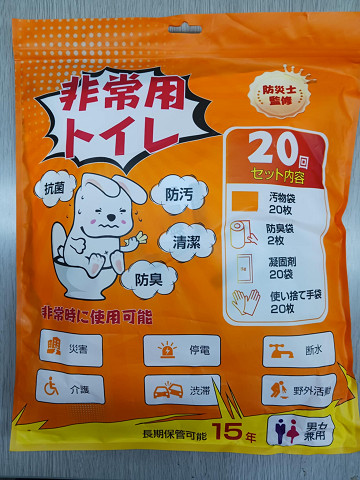 非常用
トイレ
防災士
監修
抗菌
防汚
清潔
防臭
20回
セット内容
汚物袋
20枚
防臭袋
2枚
凝固剤
20袋
使い捨て手袋
20枚
非常時に使用可能
災害
停電
断水
介護
渋滞
野外活動
長期保管可能 15年
男女
兼用